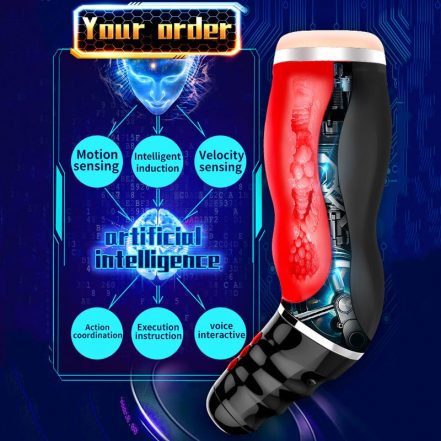 Your order
Motion
sensing
Intelligent
induction
Velocity
sensing
artificial
intelligence
Action
coordination
Execution
instruction
voice
interactive